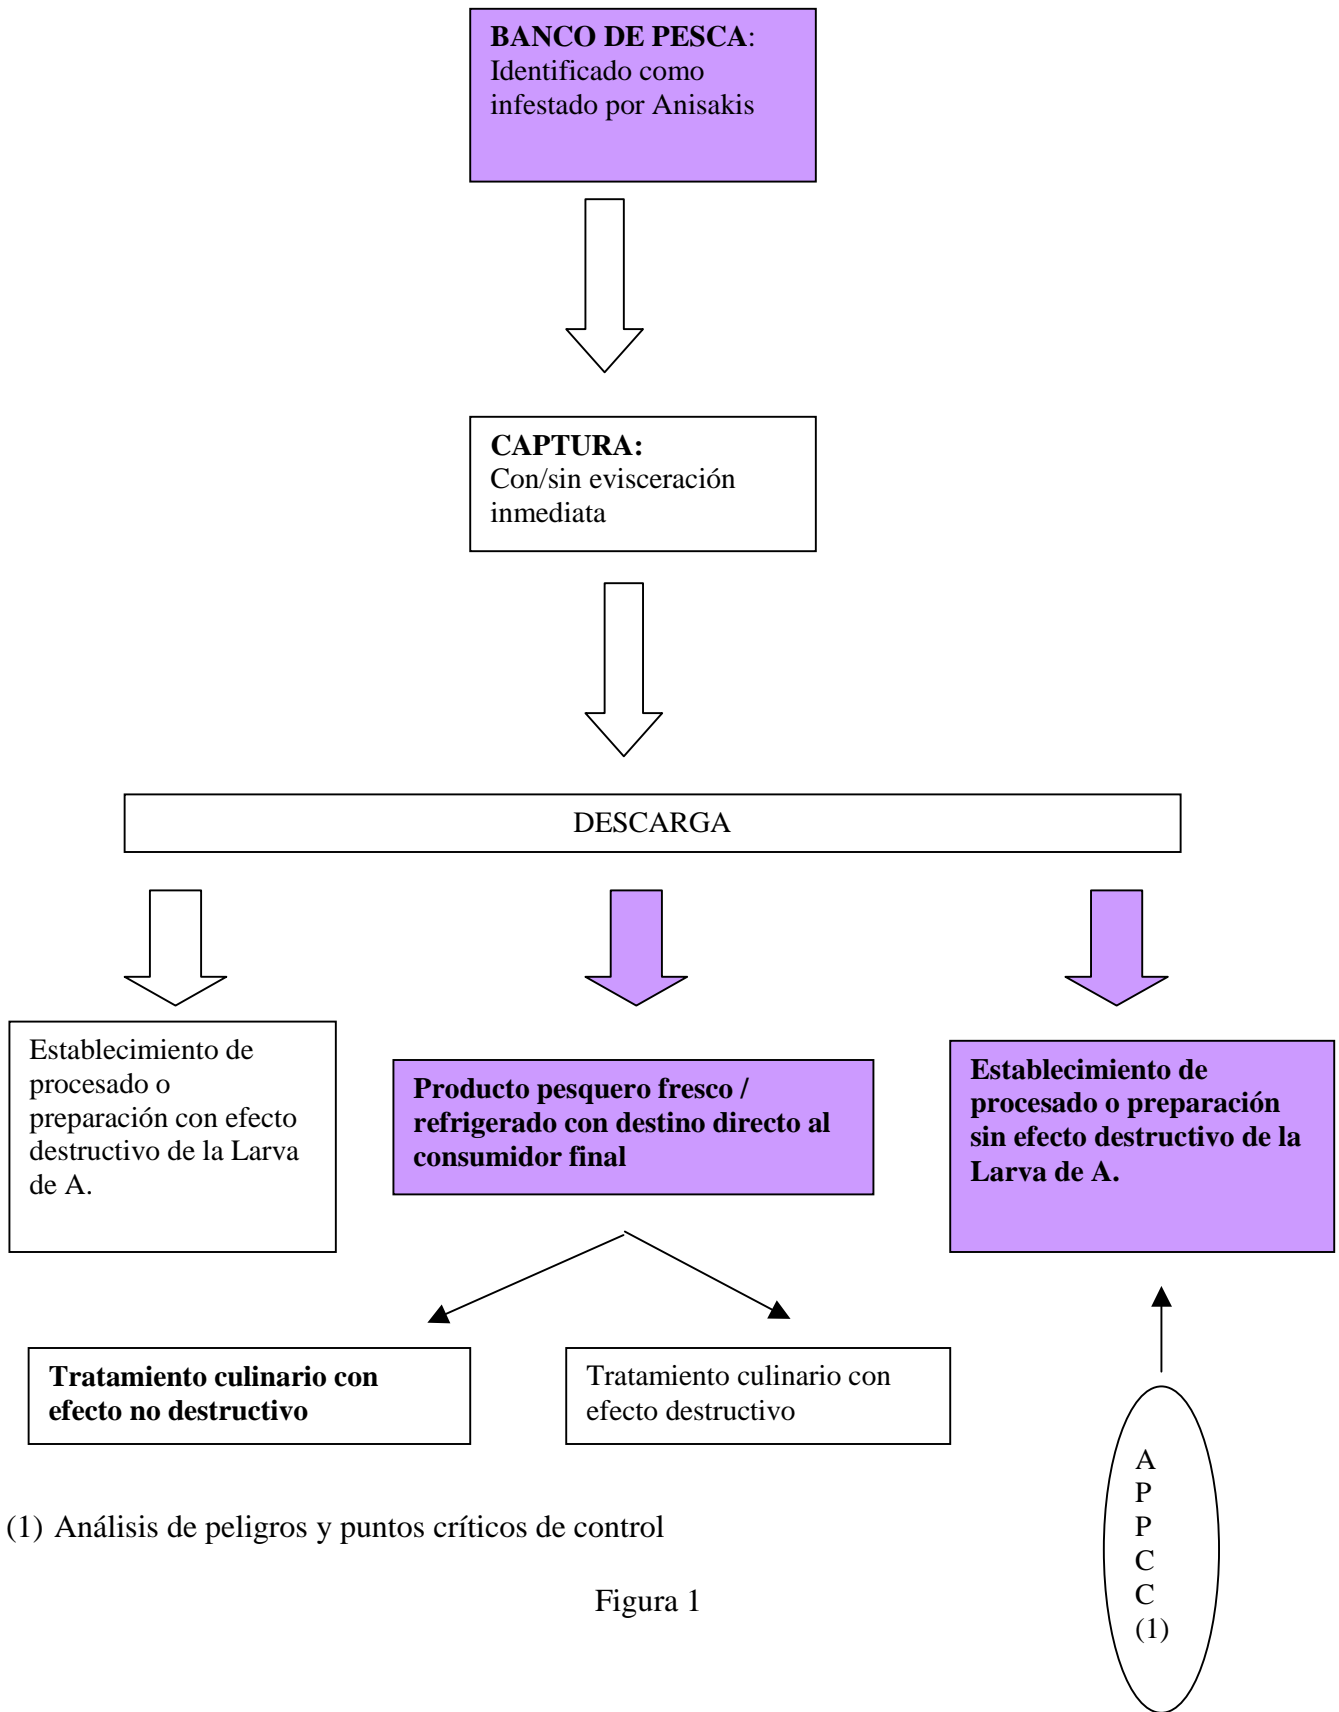 BANCO DE PESCA:
Identificado como
infestado por Anisakis
CAPTURA:
Con/sin evisceración
inmediata
DESCARGA
Establecimiento de
procesado o
preparación con efecto
destructivo de la Larva
de A.
Producto pesquero fresco /
refrigerado con destino directo al
consumidor final
Establecimiento de
procesado o preparación
sin efecto destructivo de la
Larva de A.
Tratamiento culinario con
efecto no destructivo
Tratamiento culinario con
efecto destructivo
A
P
P
C
C
(1)
(1) Análisis de peligros y puntos críticos de control
Figura 1